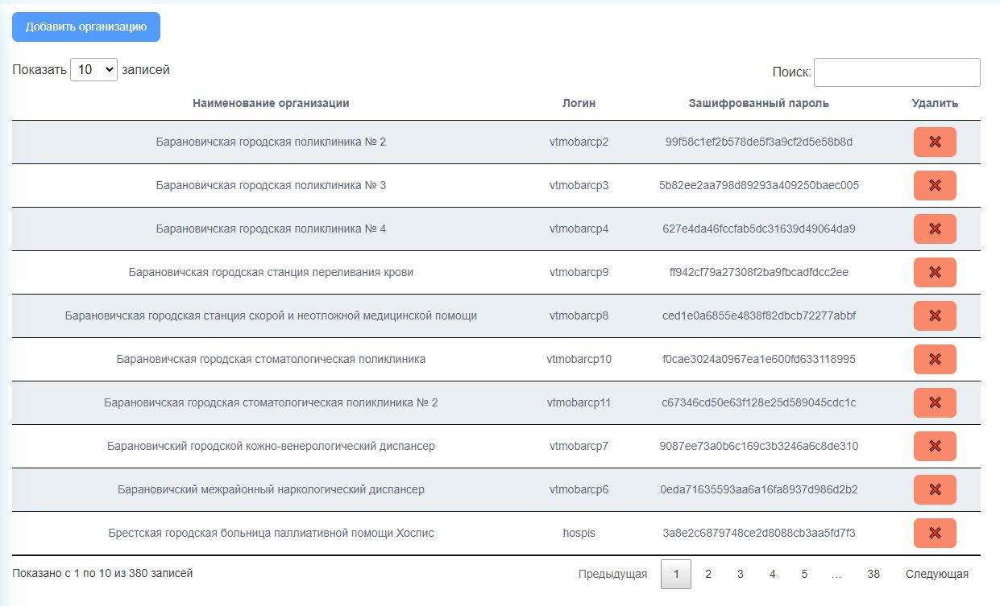 Добавить организацию
Показать 10 записей
Поиск:
Наименование организации Логин Зашифрованный пароль Удалить
Барановичская городская поликлиника № 2 vtmobarcp2 99f58c1ef2b578de5f3a9cf2d5e58b8d
Барановичская городская поликлиника № 3 vtmobarcp3 5b82ee2aa798d89293a409250baec005
Барановичская городская поликлиника № 4 vtmobarcp4 627e4da46fccfab5dc31639d49064da9
Барановичская городская станция переливания крови vtmobarcp9 ff942cf79a27308f2ba9fbcadfdcc2ee
Барановичская городская станция скорой и неотложной медицинской помощи vtmobarcp8 ced1e0a6855e4838f82dbcb72277abbf
Барановичская городская стоматологическая поликлиника vtmobarcp10 f0cae3024a0967ea1e600fd633118995
Барановичская городская стоматологическая поликлиника № 2 vtmobarcp11 c67346cd50e63f128e25d589045cdc1c
Барановичский городской кожно-венерологический диспансер vtmobarcp7 9087ee73a0b6c169c3b3246a6c8de310
Барановичский межрайонный наркологический диспансер vtmobarcp6 0eda71635593aa6a16fa8937d986d2b2
Брестская городская больница паллиативной помощи Хоспис hospis 3a8e2c6879748ce2d8088cb3aa5fd7f3
Показано с 1 по 10 из 380 записей
Предыдущая 1 2 3 4 5 … 38 Следующая